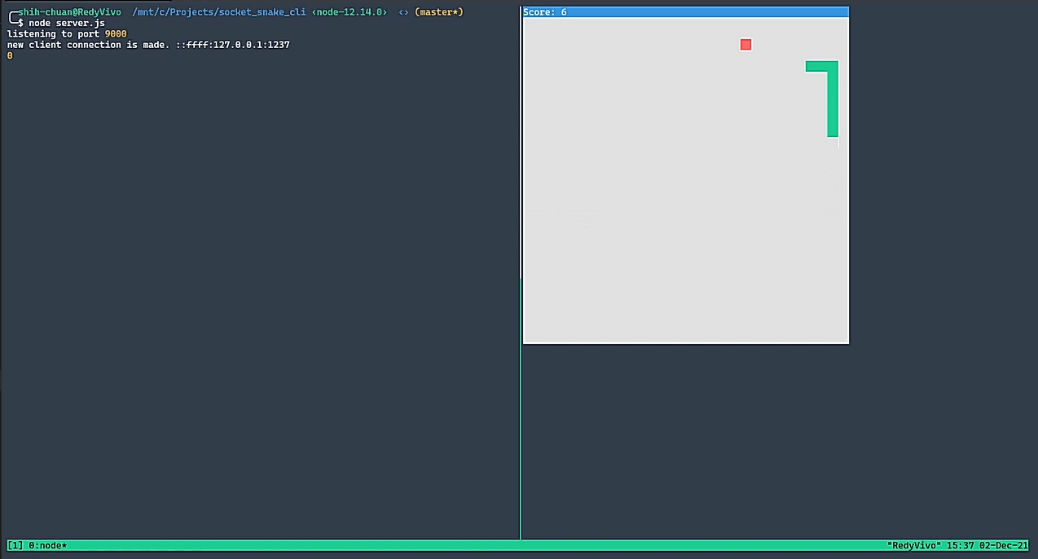 shih-chuan@RedyVivo /mnt/c/Projects/socket_snake_cli ‹node-12.14.0› ‹› (master*)
$ node server.js
listening to port 9000
new client connection is made. ::ffff:127.0.0.1:1237
0
Score: 6
[1] 0:node*
"RedyVivo" 15:37 02-Dec-21